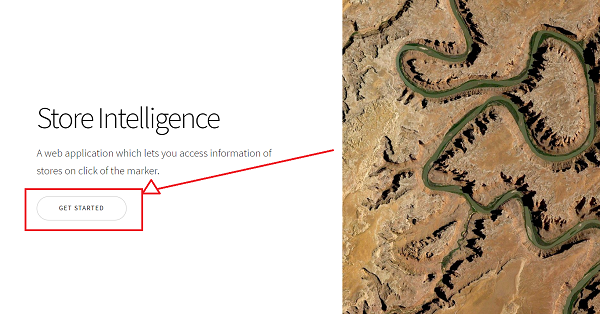 Store Intelligence
A web application which lets you access information of
stores on click of the marker.
GET STARTED